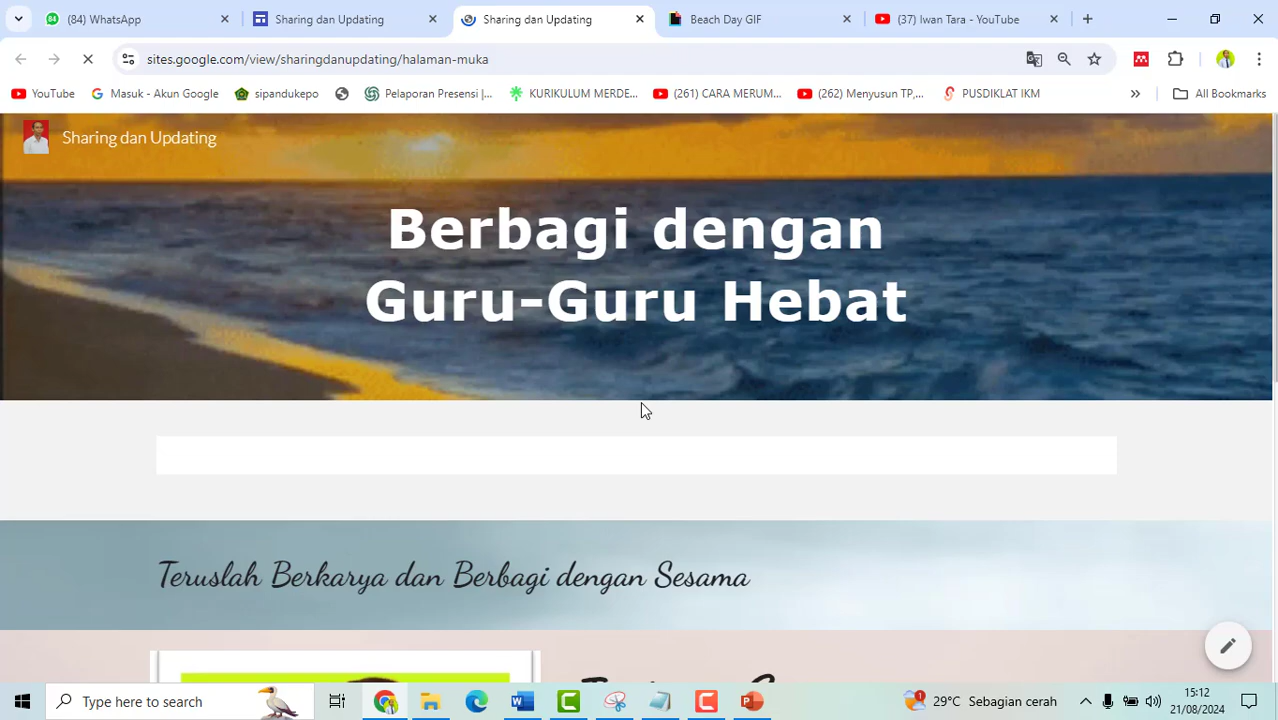 (84) WhatsApp
Sharing dan Updating
Sharing dan Updating
Beach Day GIF
(37) Iwan Tara - YouTube
sites.google.com/view/sharingdanupdating/halaman-muka
YouTube
Masuk - Akun Google
sipandukepo
Pelaporan Presensi |...
KURIKULUM MERDE...
(261) CARA MERUM...
(262) Menyusun TP,...
PUSDIKLAT IKM
All Bookmarks
Sharing dan Updating
Berbagi dengan
Guru-Guru Hebat
Teruslah Berkarya dan Berbagi dengan Sesama
Type here to search
29°C Sebagian cerah
15:12
21/08/2024